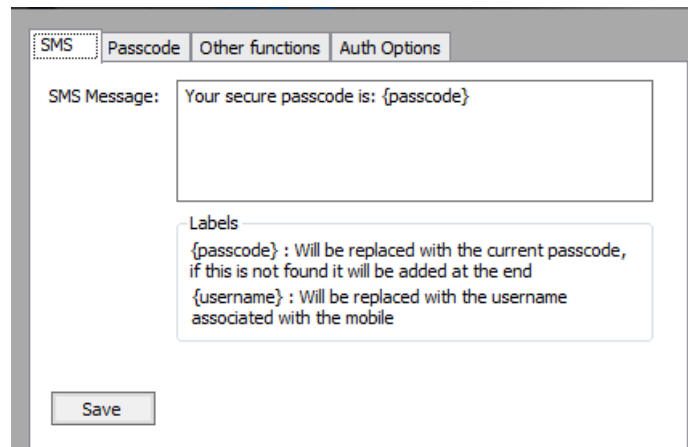 SMS Passcode Other functions Auth Options
SMS Message: Your secure passcode is: {passcode}
Labels
{passcode} : Will be replaced with the current passcode,
if this is not found it will be added at the end
{username} : Will be replaced with the username
associated with the mobile
Save